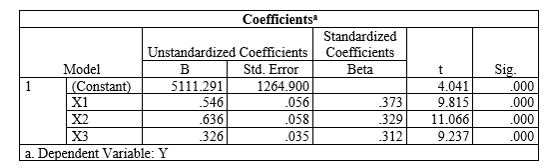 Coefficientsª
Standardized
Unstandardized Coefficients Coefficients
Model B Std. Error Beta t Sig.
1 (Constant) 5111.291 1264.900 4.041 .000
X1 .546 .056 .373 9.815 .000
X2 .636 .058 .329 11.066 .000
X3 .326 .035 .312 9.237 .000
a. Dependent Variable: Y